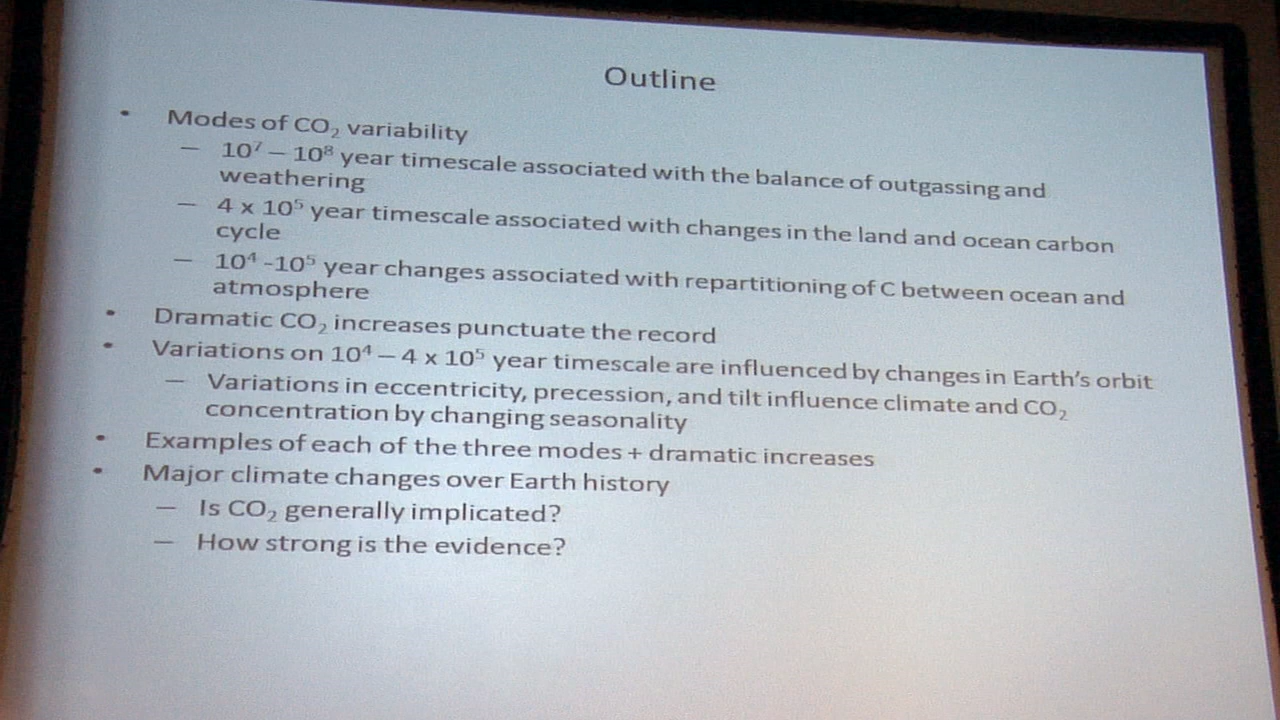 Outline
• Modes of CO₂ variability
– 10⁷ – 10⁸ year timescale associated with the balance of outgassing and
weathering
– 4 x 10⁵ year timescale associated with changes in the land and ocean carbon
cycle
– 10⁴ -10⁵ year changes associated with repartitioning of C between ocean and
atmosphere
• Dramatic CO₂ increases punctuate the record
• Variations on 10⁴ – 4 x 10⁵ year timescale are influenced by changes in Earth’s orbit
– Variations in eccentricity, precession, and tilt influence climate and CO₂
concentration by changing seasonality
• Examples of each of the three modes + dramatic increases
• Major climate changes over Earth history
– Is CO₂ generally implicated?
– How strong is the evidence?